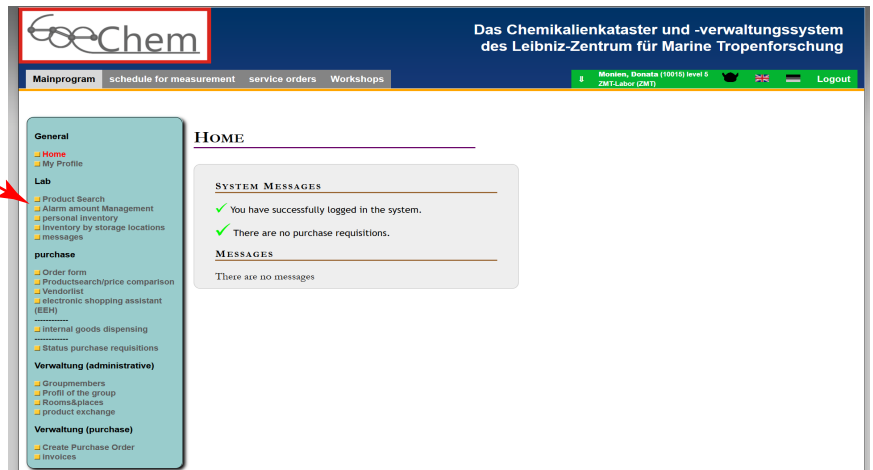 Chem
Das Chemikalienkataster und -verwaltungssystem
des Leibniz-Zentrum für Marine Tropenforschung
Mainprogram schedule for measurement service orders Workshops
Monien, Donata (10015) level 5
ZMT-Labor (ZMT)
Logout
General
Home
My Profile
Lab
Product Search
Alarm amount Management
personal inventory
Inventory by storage locations
messages
purchase
Order form
Productsearch/price comparison
Vendorlist
electronic shopping assistant
(EEH)
------------
internal goods dispensing
------------
Status purchase requisitions
Verwaltung (administrative)
Groupmembers
Profil of the group
Rooms&places
product exchange
Verwaltung (purchase)
Create Purchase Order
invoices
Home
System Messages
You have successfully logged in the system.
There are no purchase requisitions.
Messages
There are no messages